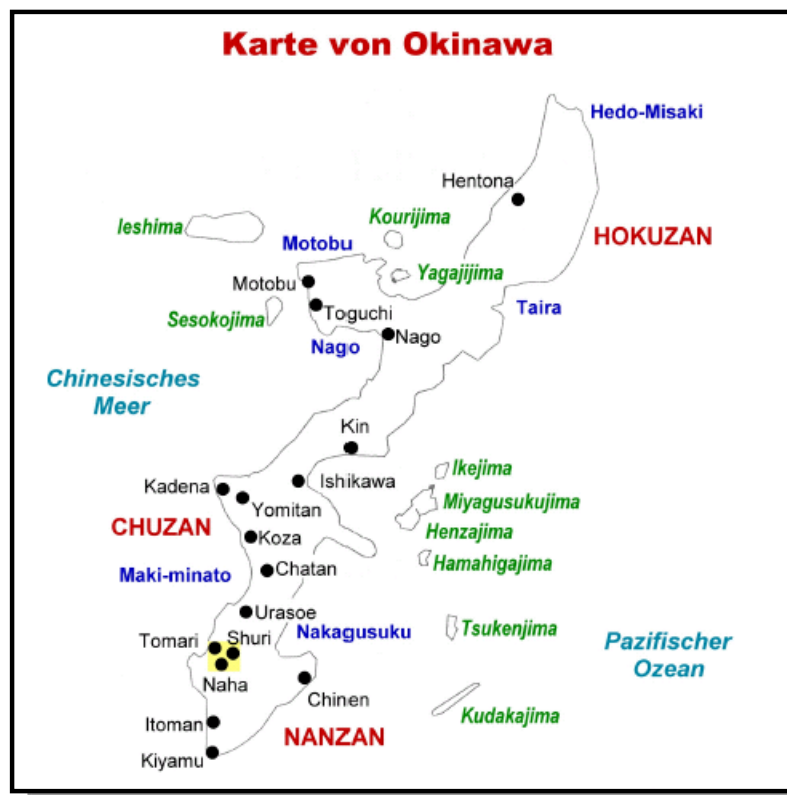 Karte von Okinawa
Hedo-Misaki
Hentona
Ieshima
Kourijima
HOKUZAN
Motobu
Yagajijima
Motobu
Sesokojima
Toguchi
Taira
Nago
Nago
Chinesisches
Meer
Kin
Ikejima
Kadena
Ishikawa
Yomitan
Miyagusukujima
CHUZAN
Henzajima
Koza
Hamahigajima
Maki-minato
Chatan
Urasoe
Tomari
Shuri
Nakagusuku
Tsukenjima
Pazifischer
Ozean
Naha
Chinen
Kudakajima
Itoman
NANZAN
Kiyamu